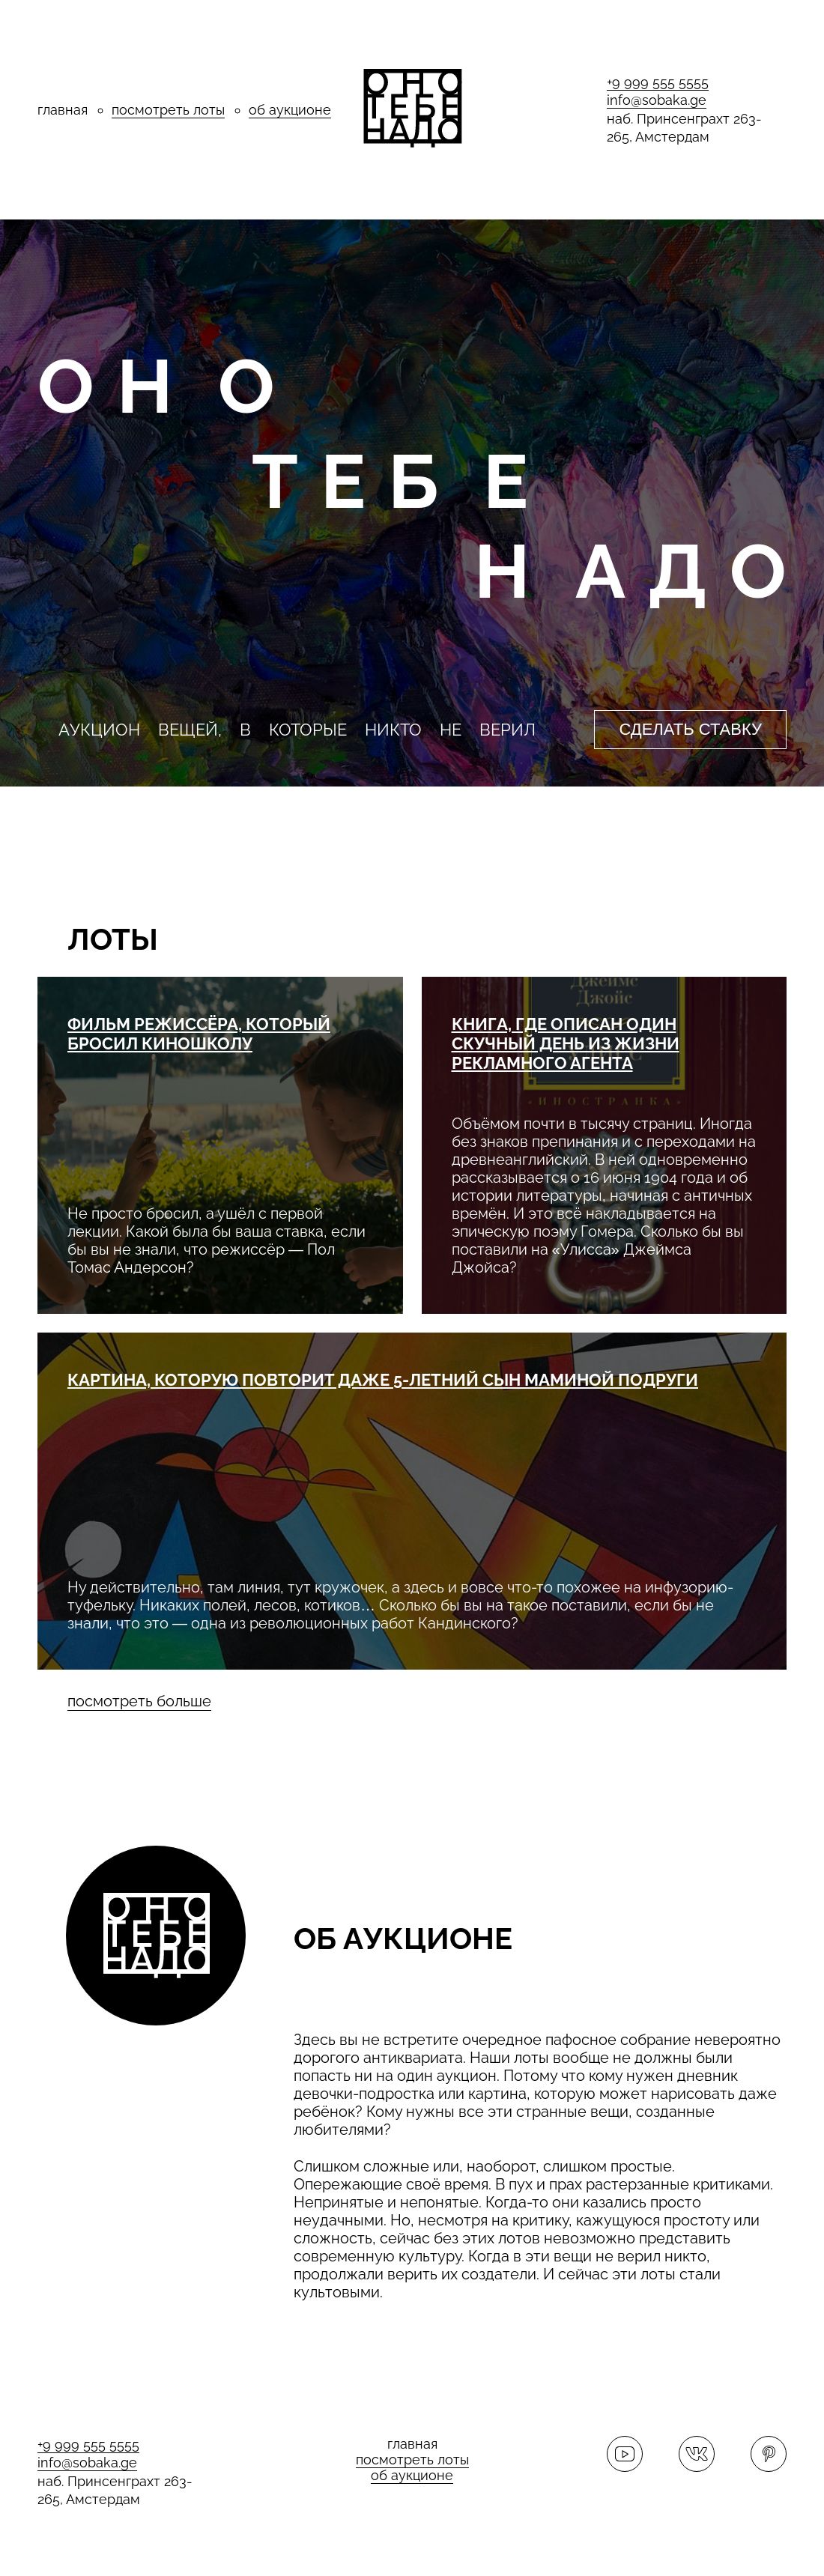 главная
посмотреть лоты
об аукционе
ОНО
ТЕБЕ
НАДО
+9 999 555 5555
info@sobaka.ge
наб. Принсенграхт 263-
265, Амстердам
ОНО
ТЕБЕ
НАДО
АУКЦИОН ВЕЩЕЙ, В КОТОРЫЕ НИКТО НЕ ВЕРИЛ
СДЕЛАТЬ СТАВКУ
ЛОТЫ
ФИЛЬМ РЕЖИССЁРА, КОТОРЫЙ
БРОСИЛ КИНОШКОЛУ
Не просто бросил, а ушёл с первой
лекции. Какой была бы ваша ставка, если
бы вы не знали, что режиссёр — Пол
Томас Андерсон?
Джеймс
Джойс
КНИГА, ГДЕ ОПИСАН ОДИН
СКУЧНЫЙ ДЕНЬ ИЗ ЖИЗНИ
РЕКЛАМНОГО АГЕНТА
·ИНОСТРАНКА·
Объёмом почти в тысячу страниц. Иногда
без знаков препинания и с переходами на
древнеанглийский. В ней одновременно
рассказывается о 16 июня 1904 года и об
истории литературы, начиная с античных
времён. И это всё накладывается на
эпическую поэму Гомера. Сколько бы вы
поставили на «Улисса» Джеймса
Джойса?
КАРТИНА, КОТОРУЮ ПОВТОРИТ ДАЖЕ 5-ЛЕТНИЙ СЫН МАМИНОЙ ПОДРУГИ
Ну действительно, там линия, тут кружочек, а здесь и вовсе что-то похожее на инфузорию-
туфельку. Никаких полей, лесов, котиков… Сколько бы вы на такое поставили, если бы не
знали, что это — одна из революционных работ Кандинского?
посмотреть больше
ОНО
ТЕБЕ
НАДО
ОБ АУКЦИОНЕ
Здесь вы не встретите очередное пафосное собрание невероятно
дорогого антиквариата. Наши лоты вообще не должны были
попасть ни на один аукцион. Потому что кому нужен дневник
девочки-подростка или картина, которую может нарисовать даже
ребёнок? Кому нужны все эти странные вещи, созданные
любителями?
Слишком сложные или, наоборот, слишком простые.
Опережающие своё время. В пух и прах растерзанные критиками.
Непринятые и непонятые. Когда-то они казались просто
неудачными. Но, несмотря на критику, кажущуюся простоту или
сложность, сейчас без этих лотов невозможно представить
современную культуру. Когда в эти вещи не верил никто,
продолжали верить их создатели. И сейчас эти лоты стали
культовыми.
+9 999 555 5555
info@sobaka.ge
наб. Принсенграхт 263-
265, Амстердам
главная
посмотреть лоты
об аукционе